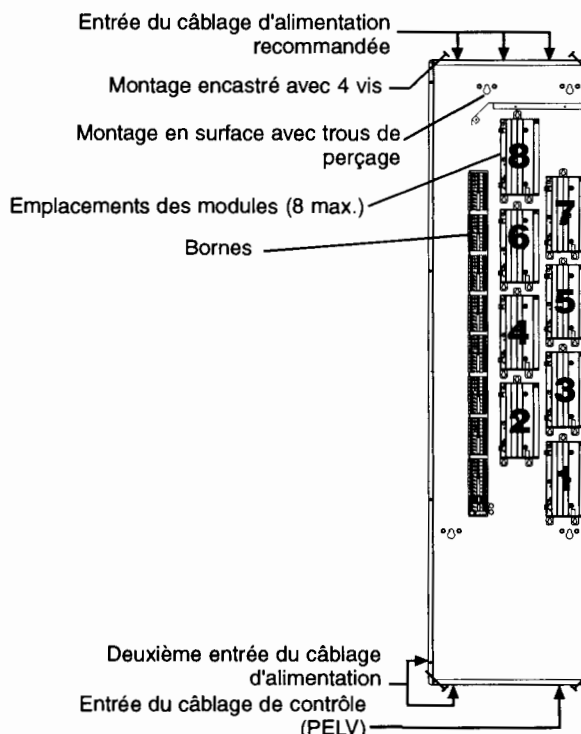 Entrée du câblage d'alimentation
recommandée
Montage encastré avec 4 vis
Montage en surface avec trous de
perçage
Emplacements des modules (8 max.)
Bornes
8
7
6
5
4
3
2
1
Deuxième entrée du câblage
d'alimentation
Entrée du câblage de contrôle
(PELV)